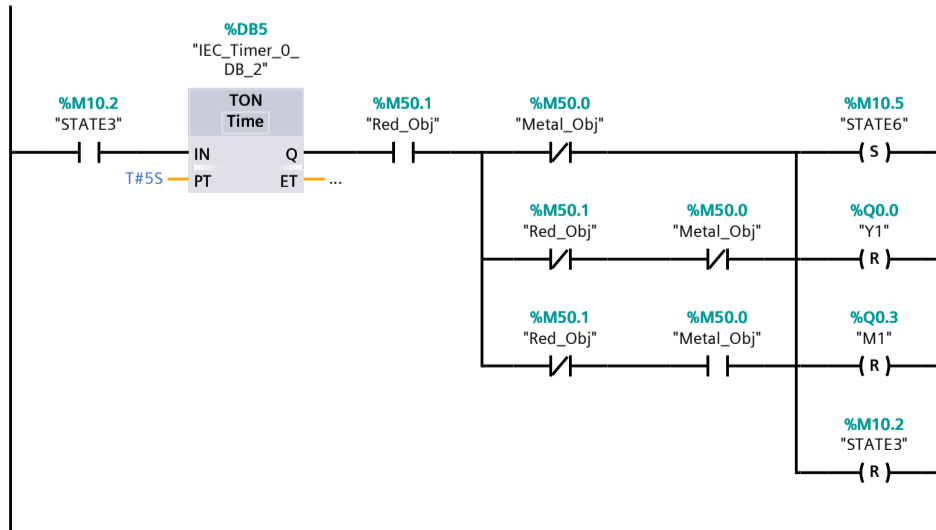 %DB5
"IEC_Timer_0_
DB_2"
%M10.2
"STATE3"
TON
Time
IN
Q
T#5S
PT
ET
...
%M50.1
"Red_Obj"
%M50.0
"Metal_Obj"
%M10.5
"STATE6"
S
%M50.1
"Red_Obj"
%M50.0
"Metal_Obj"
%Q0.0
"Y1"
R
%M50.1
"Red_Obj"
%M50.0
"Metal_Obj"
%Q0.3
"M1"
R
%M10.2
"STATE3"
R